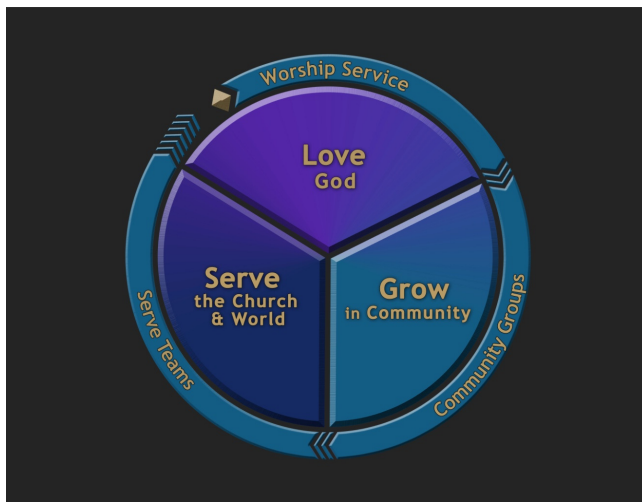 Worship Service
Love
God
Serve
the Church
& World
Grow
in Community
Serve Teams
Community Groups